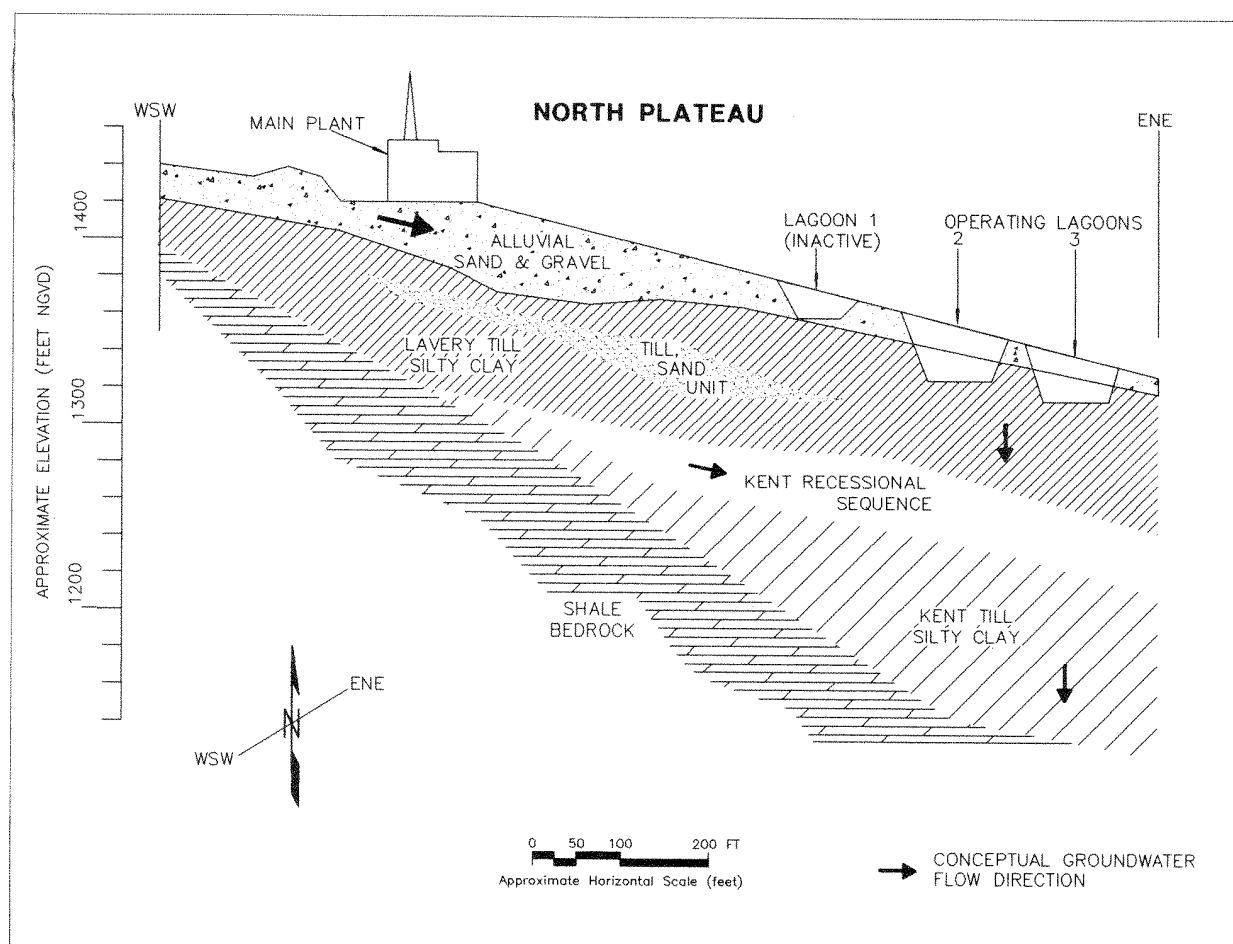 NORTH PLATEAU
WSW
MAIN PLANT
ENE
LAGOON 1
(INACTIVE)
OPERATING LAGOONS
2
3
ALLUVIAL
SAND & GRAVEL
LAVERY TILL
SILTY CLAY
TILL,
SAND
UNIT
KENT RECESSIONAL
SEQUENCE
SHALE
BEDROCK
KENT TILL
SILTY CLAY
APPROXIMATE ELEVATION (FEET NGVD)
1400
1300
1200
ENE
N
WSW
0 50 100 200 FT
Approximate Horizontal Scale (feet)
CONCEPTUAL GROUNDWATER
FLOW DIRECTION